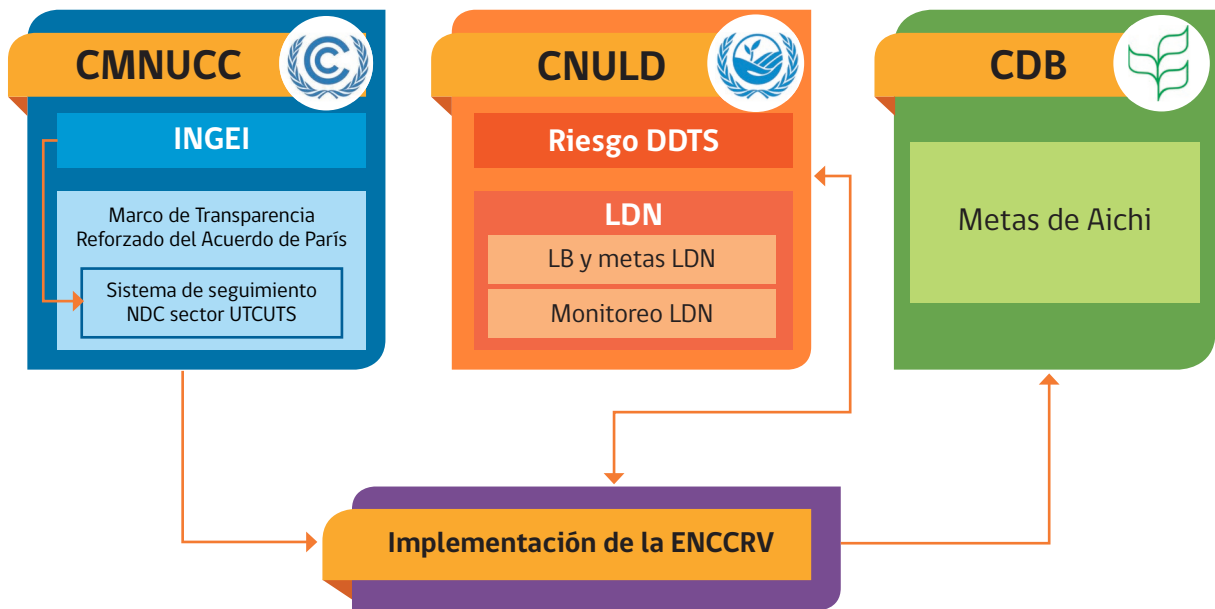 CMNUCC
INGEI
Marco de Transparencia
Reforzado del Acuerdo de París
Sistema de seguimiento
NDC sector UTCUTS
CNULD
Riesgo DDTS
LDN
LB y metas LDN
Monitoreo LDN
CDB
Metas de Aichi
Implementación de la ENCCRV